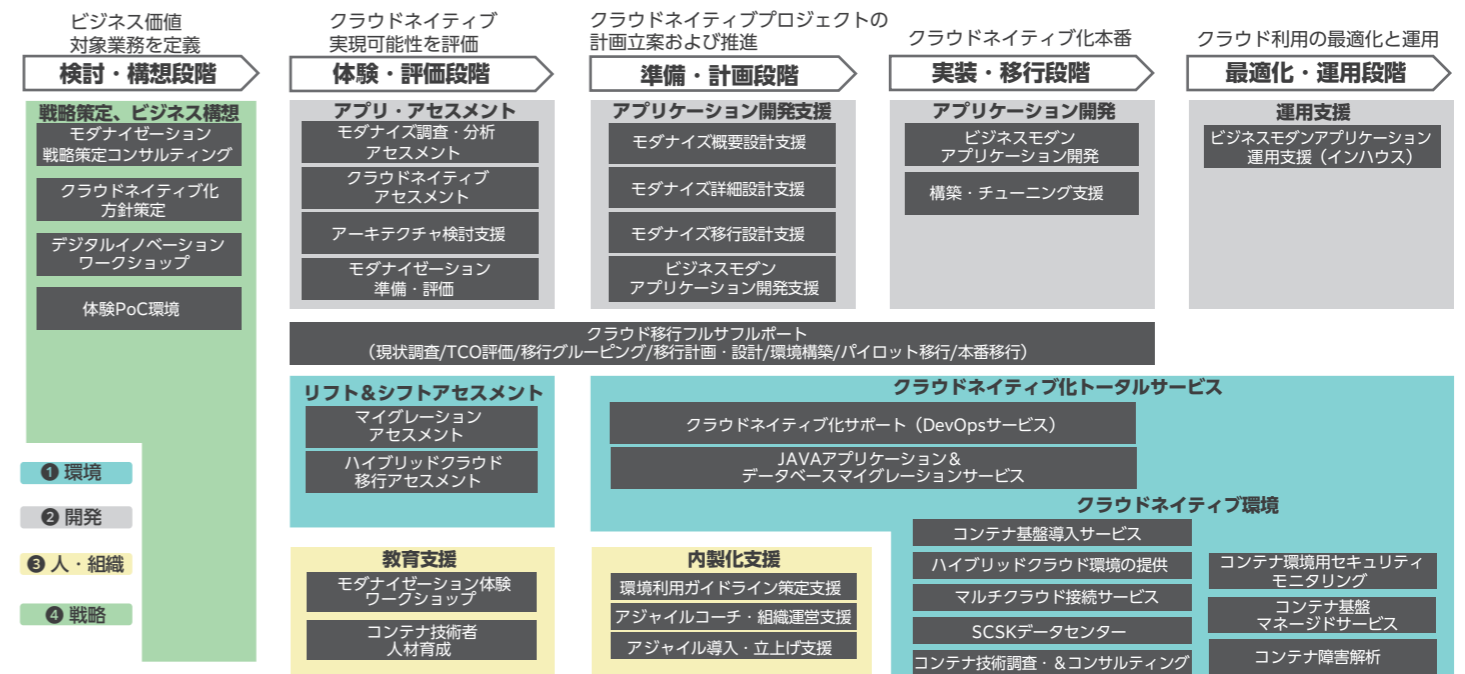 ビジネス価値
対象業務を定義
検討・構想段階
クラウドネイティブ
実現可能性を評価
体験・評価段階
クラウドネイティブプロジェクトの
計画立案および推進
準備・計画段階
クラウドネイティブ化本番
実装・移行段階
クラウド利用の最適化と運用
最適化・運用段階
戦略策定、ビジネス構想
モダナイゼーション
戦略策定コンサルティング
クラウドネイティブ化
方針策定
デジタルイノベーション
ワークショップ
体験PoC環境
アプリ・アセスメント
モダナイズ調査・分析
アセスメント
クラウドネイティブ
アセスメント
アーキテクチャ検討支援
モダナイゼーション
準備・評価
アプリケーション開発支援
モダナイズ概要設計支援
モダナイズ詳細設計支援
モダナイズ移行設計支援
ビジネスモダン
アプリケーション開発支援
アプリケーション開発
ビジネスモダン
アプリケーション開発
構築・チューニング支援
運用支援
ビジネスモダンアプリケーション
運用支援（インハウス）
クラウド移行フルサフルポート
（現状調査/TCO評価/移行グルーピング/移行計画・設計/環境構築/パイロット移行/本番移行）
リフト＆シフトアセスメント
マイグレーション
アセスメント
ハイブリッドクラウド
移行アセスメント
クラウドネイティブ化トータルサービス
クラウドネイティブ化サポート（DevOpsサービス）
JAVAアプリケーション＆
データベースマイグレーションサービス
クラウドネイティブ環境
コンテナ基盤導入サービス
ハイブリッドクラウド環境の提供
マルチクラウド接続サービス
SCSKデータセンター
コンテナ技術調査・＆コンサルティング
コンテナ環境用セキュリティ
モニタリング
コンテナ基盤
マネージドサービス
コンテナ障害解析
教育支援
モダナイゼーション体験
ワークショップ
コンテナ技術者
人材育成
内製化支援
環境利用ガイドライン策定支援
アジャイルコーチ・組織運営支援
アジャイル導入・立上げ支援
❶環境
❷開発
❸人・組織
❹戦略